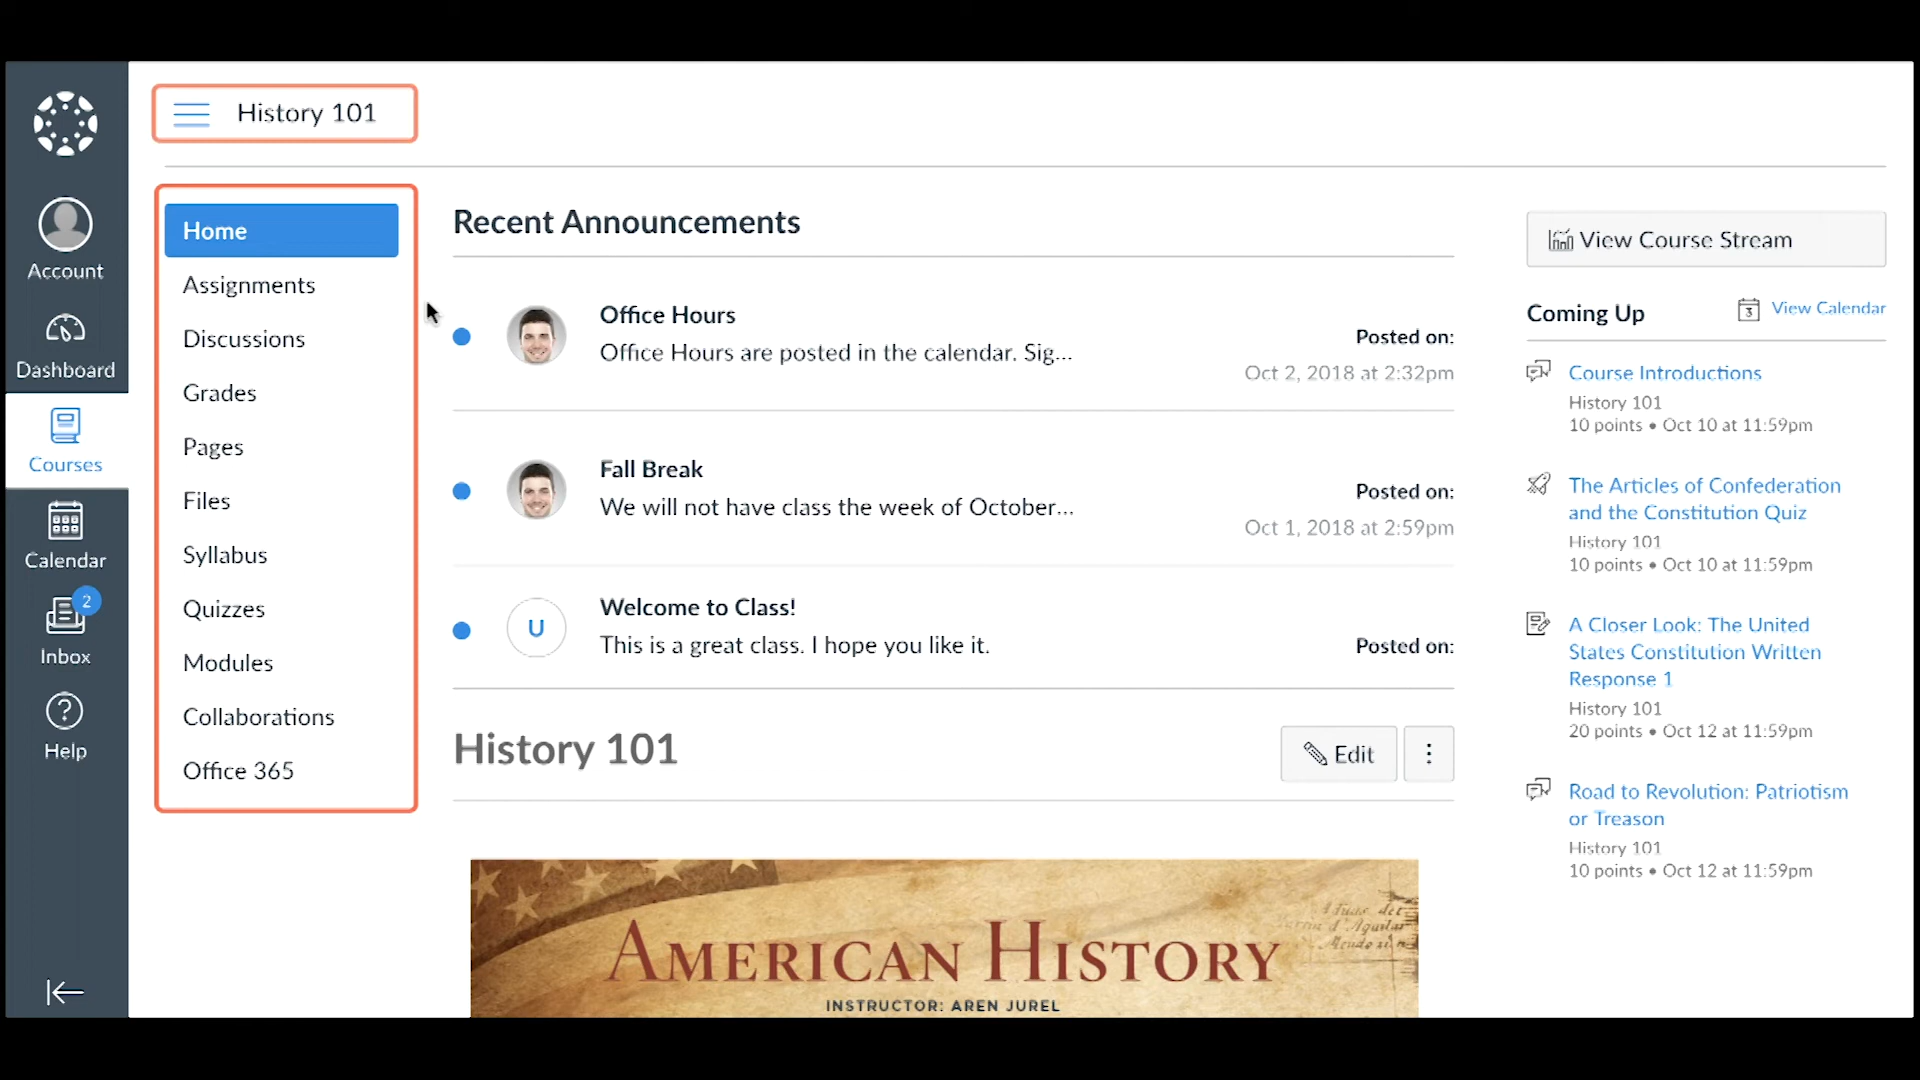 History 101
Account
Dashboard
Courses
Calendar
2
Inbox
Help
Home
Assignments
Discussions
Grades
Pages
Files
Syllabus
Quizzes
Modules
Collaborations
Office 365
Recent Announcements
Office Hours
Office Hours are posted in the calendar. Sig...
Posted on:
Oct 2, 2018 at 2:32pm
Fall Break
We will not have class the week of October...
Posted on:
Oct 1, 2018 at 2:59pm
U
Welcome to Class!
This is a great class. I hope you like it.
Posted on:
History 101
Edit
AMERICAN HISTORY
INSTRUCTOR: AREN JUREL
View Course Stream
Coming Up
3
View Calendar
Course Introductions
History 101
10 points • Oct 10 at 11:59pm
The Articles of Confederation
and the Constitution Quiz
History 101
10 points • Oct 10 at 11:59pm
A Closer Look: The United
States Constitution Written
Response 1
History 101
20 points • Oct 12 at 11:59pm
Road to Revolution: Patriotism
or Treason
History 101
10 points • Oct 12 at 11:59pm